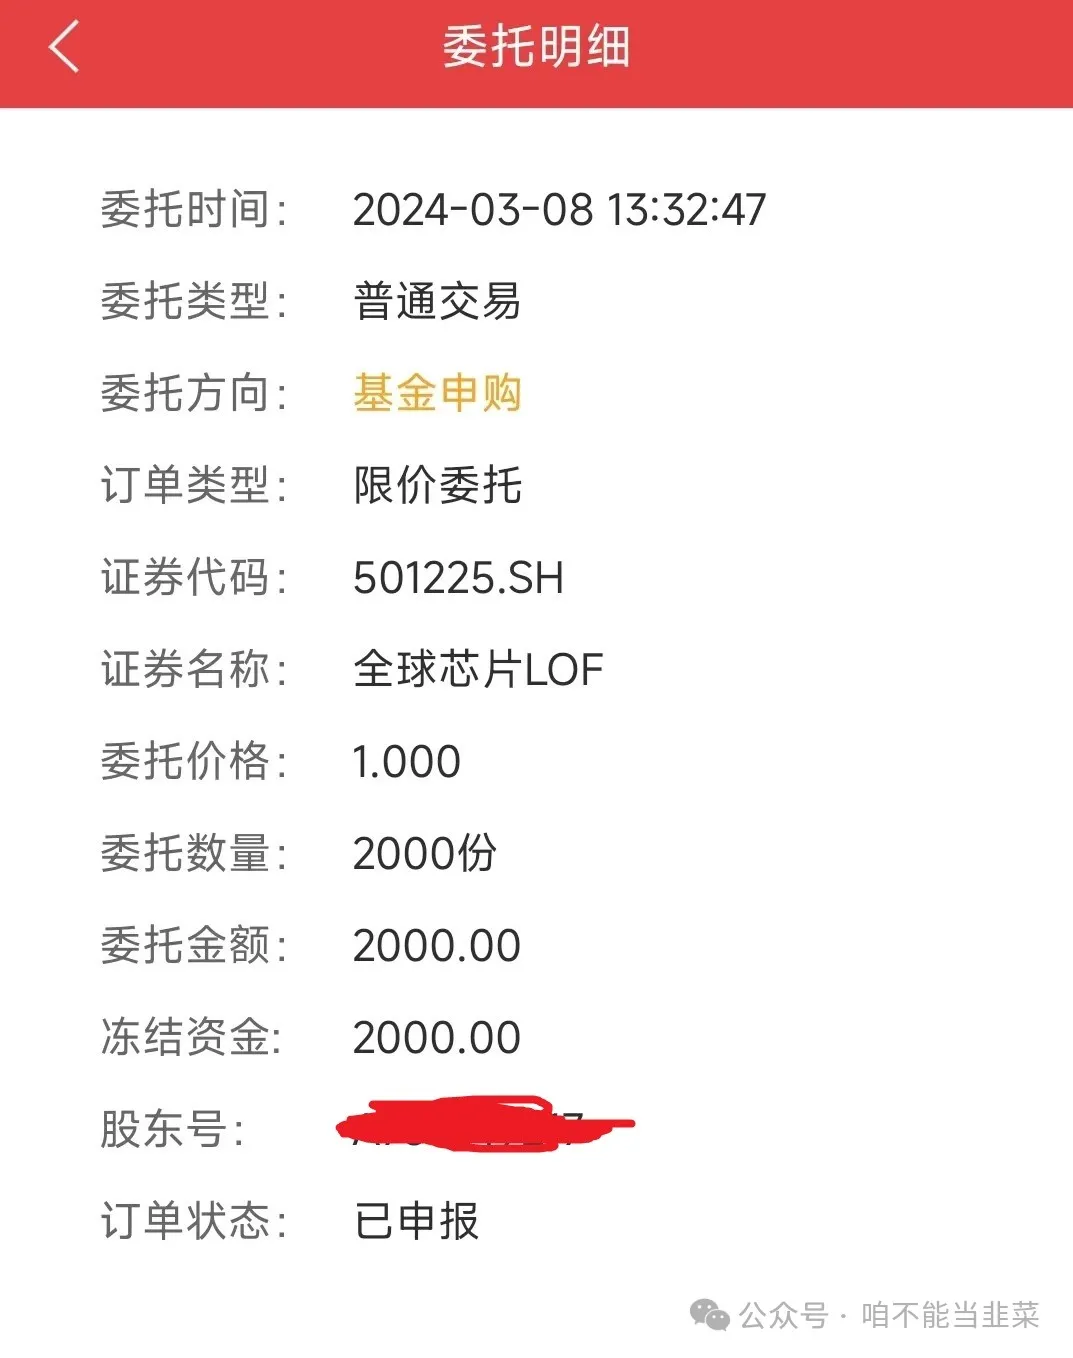 委托明细
委托时间： 2024-03-08 13:32:47
委托类型： 普通交易
委托方向： 基金申购
订单类型： 限价委托
证券代码： 501225.SH
证券名称： 全球芯片LOF
委托价格： 1.000
委托数量： 2000份
委托金额： 2000.00
冻结资金: 2000.00
股东号：
订单状态： 已申报
公众号 · 咱不能当韭菜